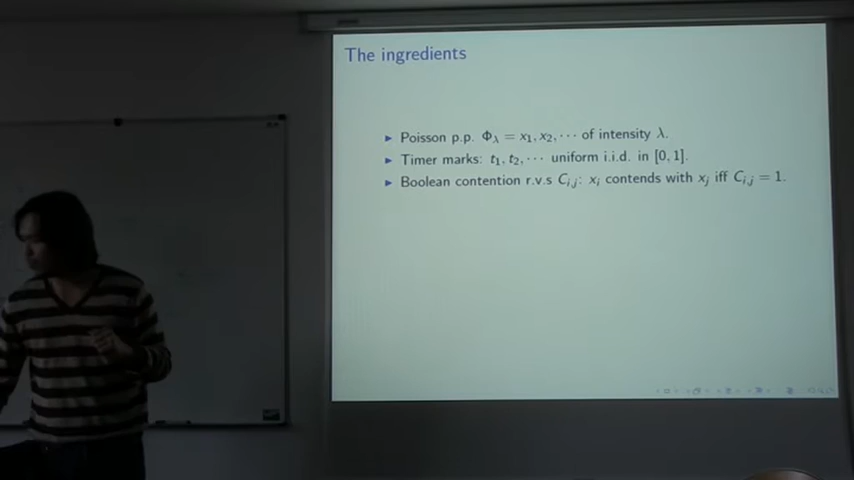 The ingredients
▶ Poisson p.p. Φλ = x1, x2, ⋯ of intensity λ.
▶ Timer marks: t1, t2, ⋯ uniform i.i.d. in [0, 1].
▶ Boolean contention r.v.s Ci,j: xi contends with xj iff Ci,j = 1.